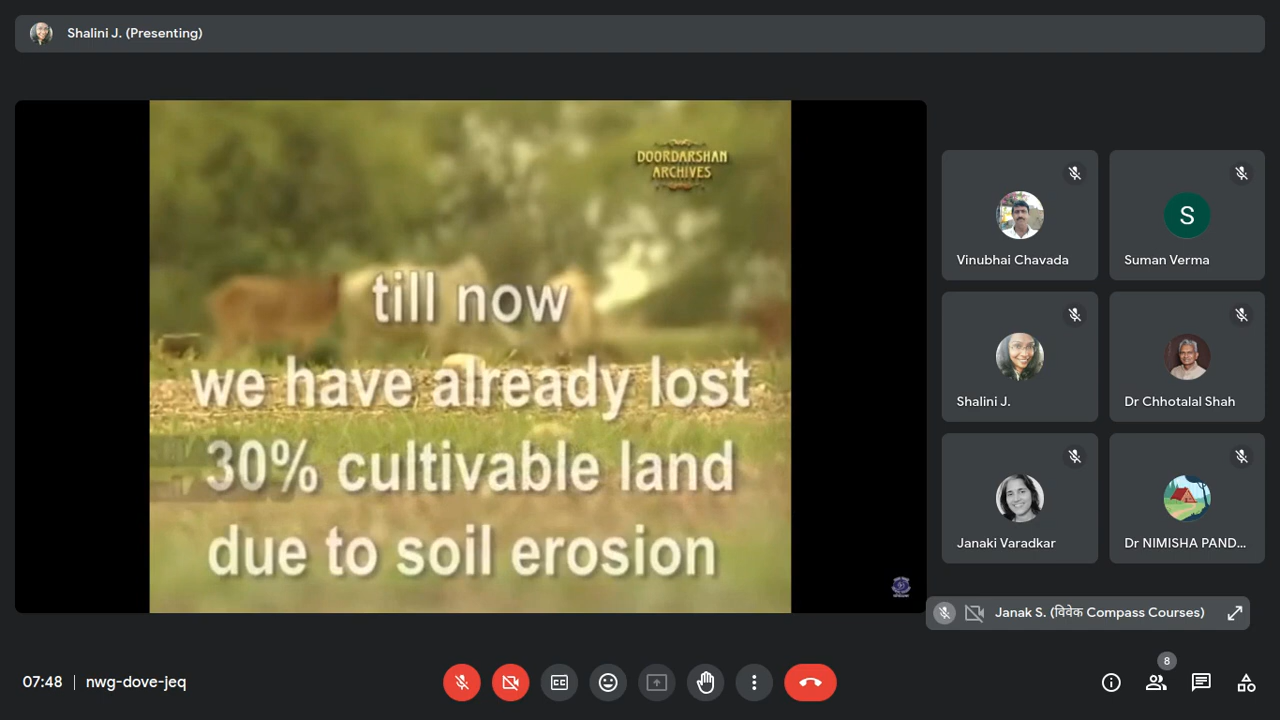 Shalini J. (Presenting)
DOORDARSHAN
ARCHIVES
till now
we have already lost
30% cultivable land
due to soil erosion
Vinubhai Chavada
S
Suman Verma
Shalini J.
Dr Chhotalal Shah
Janaki Varadkar
Dr NIMISHA PAND...
Janak S. (विवेक Compass Courses)
07:48 | nwg-dove-jeq
CC
8